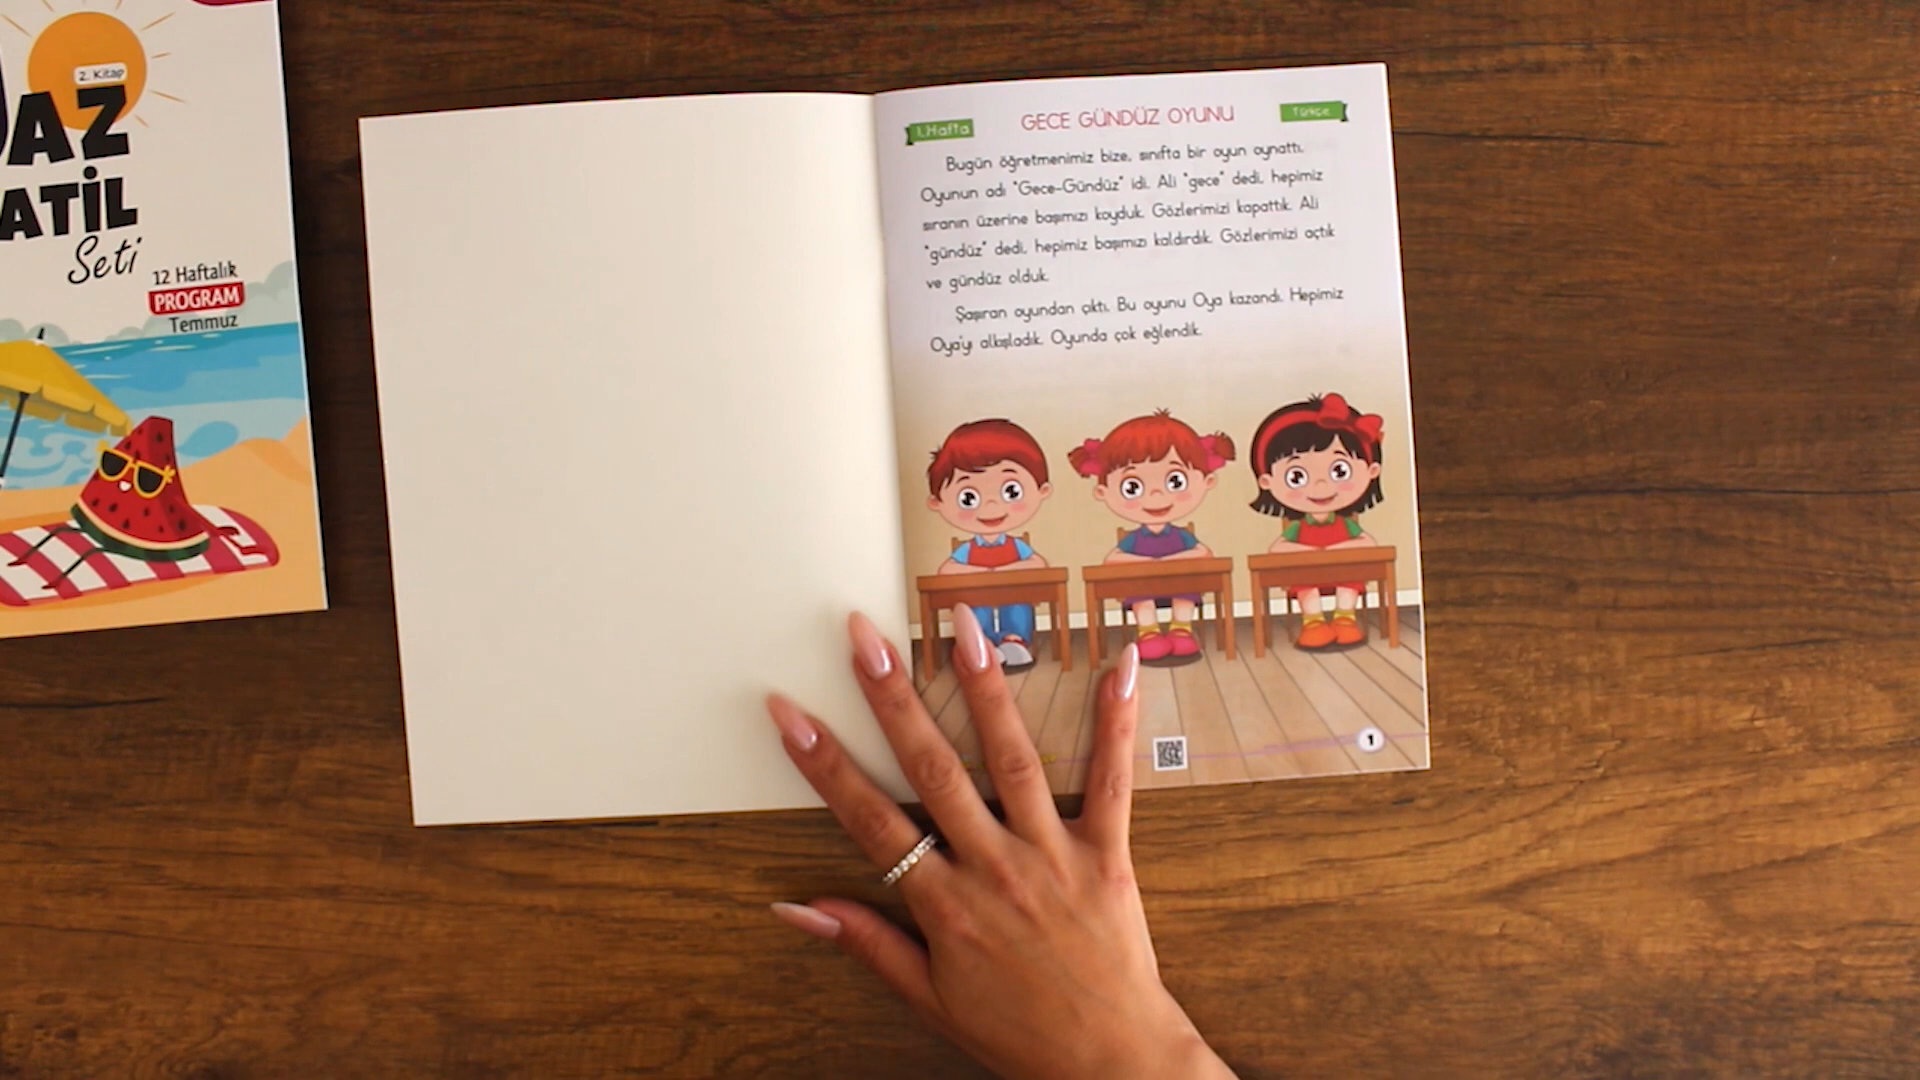 2. Kitap
AZ
ATİL
Seti
12 Haftalık
PROGRAM
Temmuz
1. Hafta
GECE GÜNDÜZ OYUNU
Türkçe
Bugün öğretmenimiz bize, sınıfta bir oyun oynattı.
Oyunun adı "Gece-Gündüz" idi. Ali "gece" dedi, hepimiz
sıranın üzerine başımızı koyduk. Gözlerimizi kapattık. Ali
"gündüz" dedi, hepimiz başımızı kaldırdık. Gözlerimizi açtık
ve gündüz olduk.
Şaşıran oyundan çıktı. Bu oyunu Oya kazandı. Hepimiz
Oya'yı alkışladık. Oyunda çok eğlendik.
1